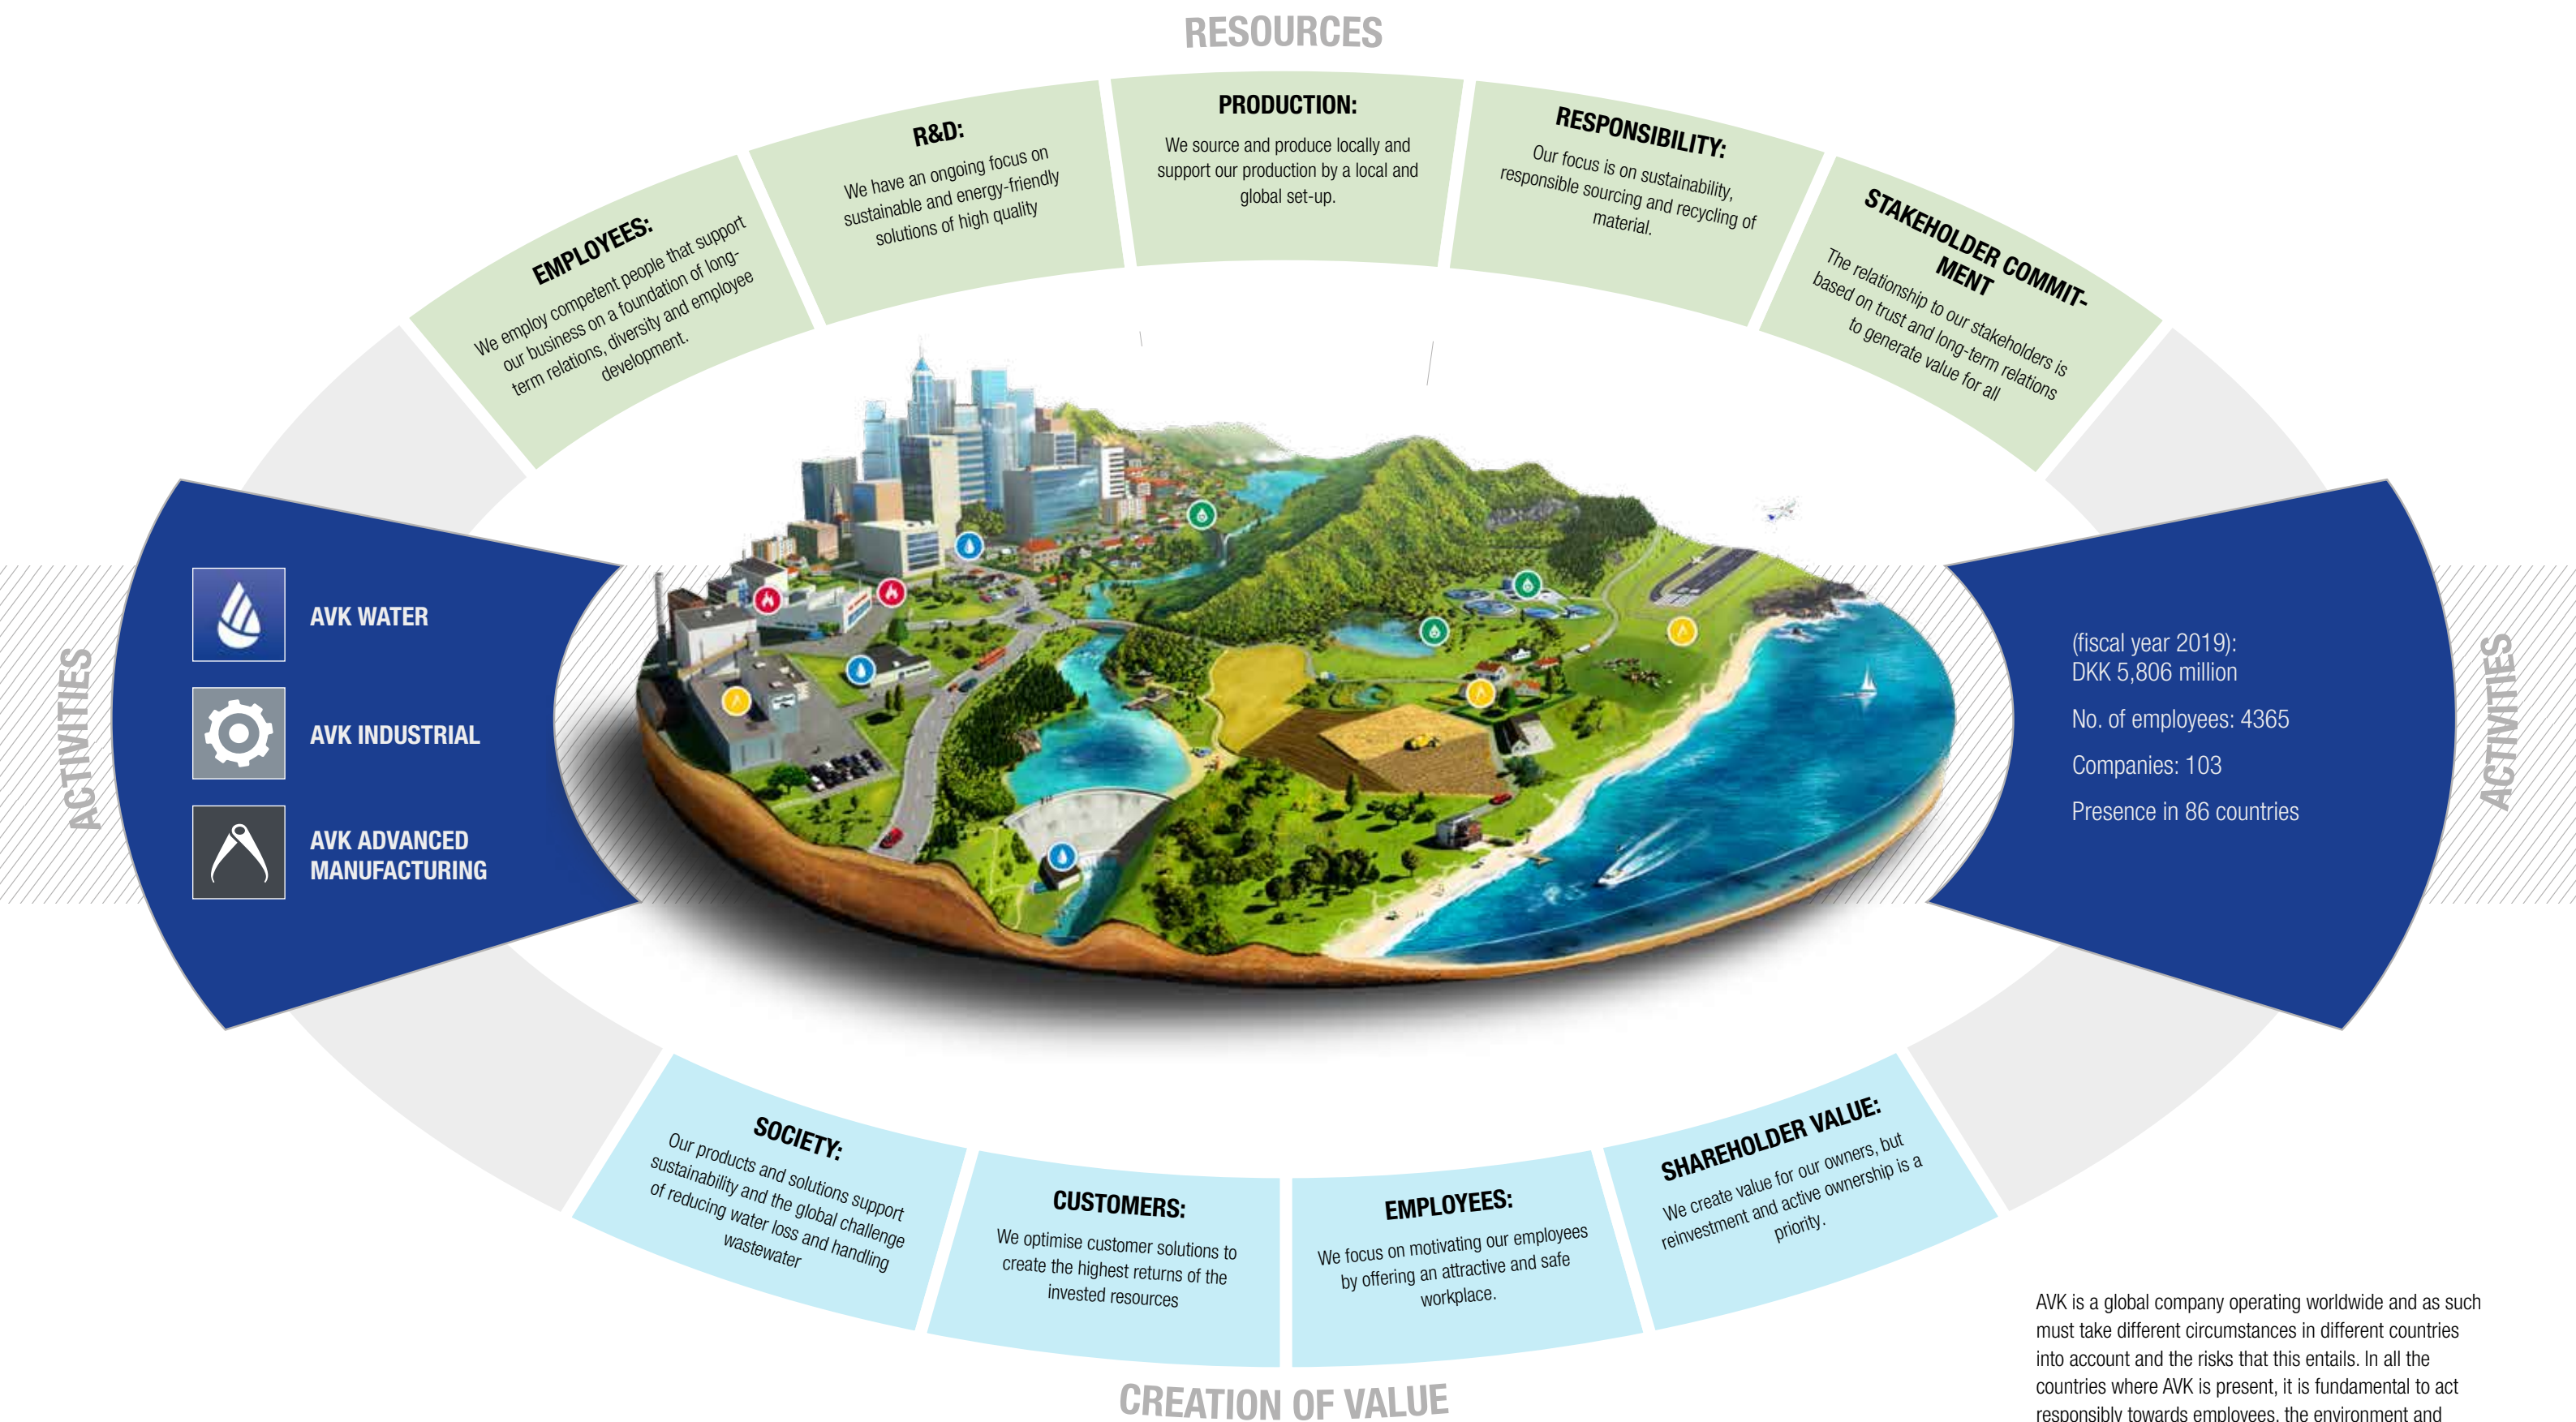 RESOURCES
EMPLOYEES:
We employ competent people that support
our business on a foundation of long-
term relations, diversity and employee
development.
R&D:
We have an ongoing focus on
sustainable and energy-friendly
solutions of high quality
PRODUCTION:
We source and produce locally and
support our production by a local and
global set-up.
RESPONSIBILITY:
Our focus is on sustainability,
responsible sourcing and recycling of
material.
STAKEHOLDER COMMIT-
MENT
The relationship to our stakeholders is
based on trust and long-term relations
to generate value for all
ACTIVITIES
AVK WATER
AVK INDUSTRIAL
AVK ADVANCED
MANUFACTURING
(fiscal year 2019):
DKK 5,806 million
No. of employees: 4365
Companies: 103
Presence in 86 countries
ACTIVITIES
SOCIETY:
Our products and solutions support
sustainability and the global challenge
of reducing water loss and handling
wastewater
CUSTOMERS:
We optimise customer solutions to
create the highest returns of the
invested resources
EMPLOYEES:
We focus on motivating our employees
by offering an attractive and safe
workplace.
SHAREHOLDER VALUE:
We create value for our owners, but
reinvestment and active ownership is a
priority.
CREATION OF VALUE
AVK is a global company operating worldwide and as such
must take different circumstances in different countries
into account and the risks that this entails. In all the
countries where AVK is present, it is fundamental to act
responsibly towards employees, the environment and